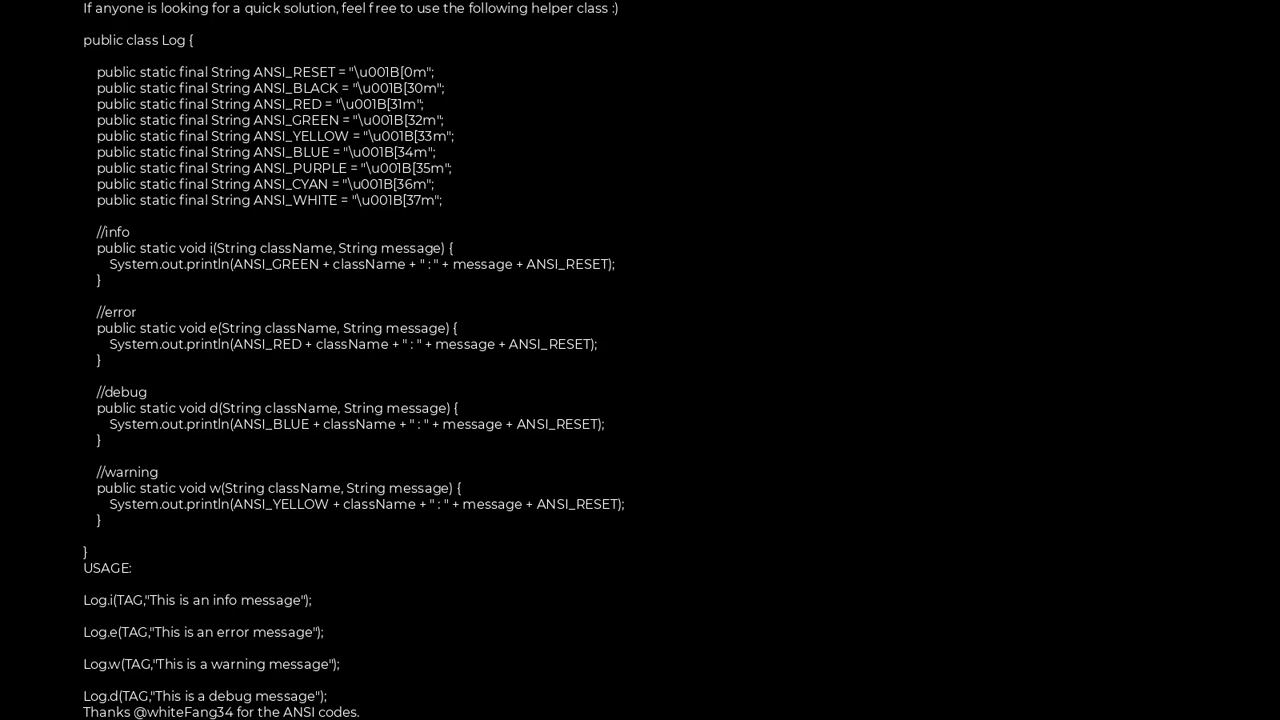 If anyone is looking for a quick solution, feel free to use the following helper class :)
public class Log {
public static final String ANSI_RESET = "\u001B[0m";
public static final String ANSI_BLACK = "\u001B[30m";
public static final String ANSI_RED = "\u001B[31m";
public static final String ANSI_GREEN = "\u001B[32m";
public static final String ANSI_YELLOW = "\u001B[33m";
public static final String ANSI_BLUE = "\u001B[34m";
public static final String ANSI_PURPLE = "\u001B[35m";
public static final String ANSI_CYAN = "\u001B[36m";
public static final String ANSI_WHITE = "\u001B[37m";
//info
public static void i(String className, String message) {
System.out.println(ANSI_GREEN + className + " : " + message + ANSI_RESET);
}
//error
public static void e(String className, String message) {
System.out.println(ANSI_RED + className + " : " + message + ANSI_RESET);
}
//debug
public static void d(String className, String message) {
System.out.println(ANSI_BLUE + className + " : " + message + ANSI_RESET);
}
//warning
public static void w(String className, String message) {
System.out.println(ANSI_YELLOW + className + " : " + message + ANSI_RESET);
}
}
USAGE:
Log.i(TAG,"This is an info message");
Log.e(TAG,"This is an error message");
Log.w(TAG,"This is a warning message");
Log.d(TAG,"This is a debug message");
Thanks @whiteFang34 for the ANSI codes.